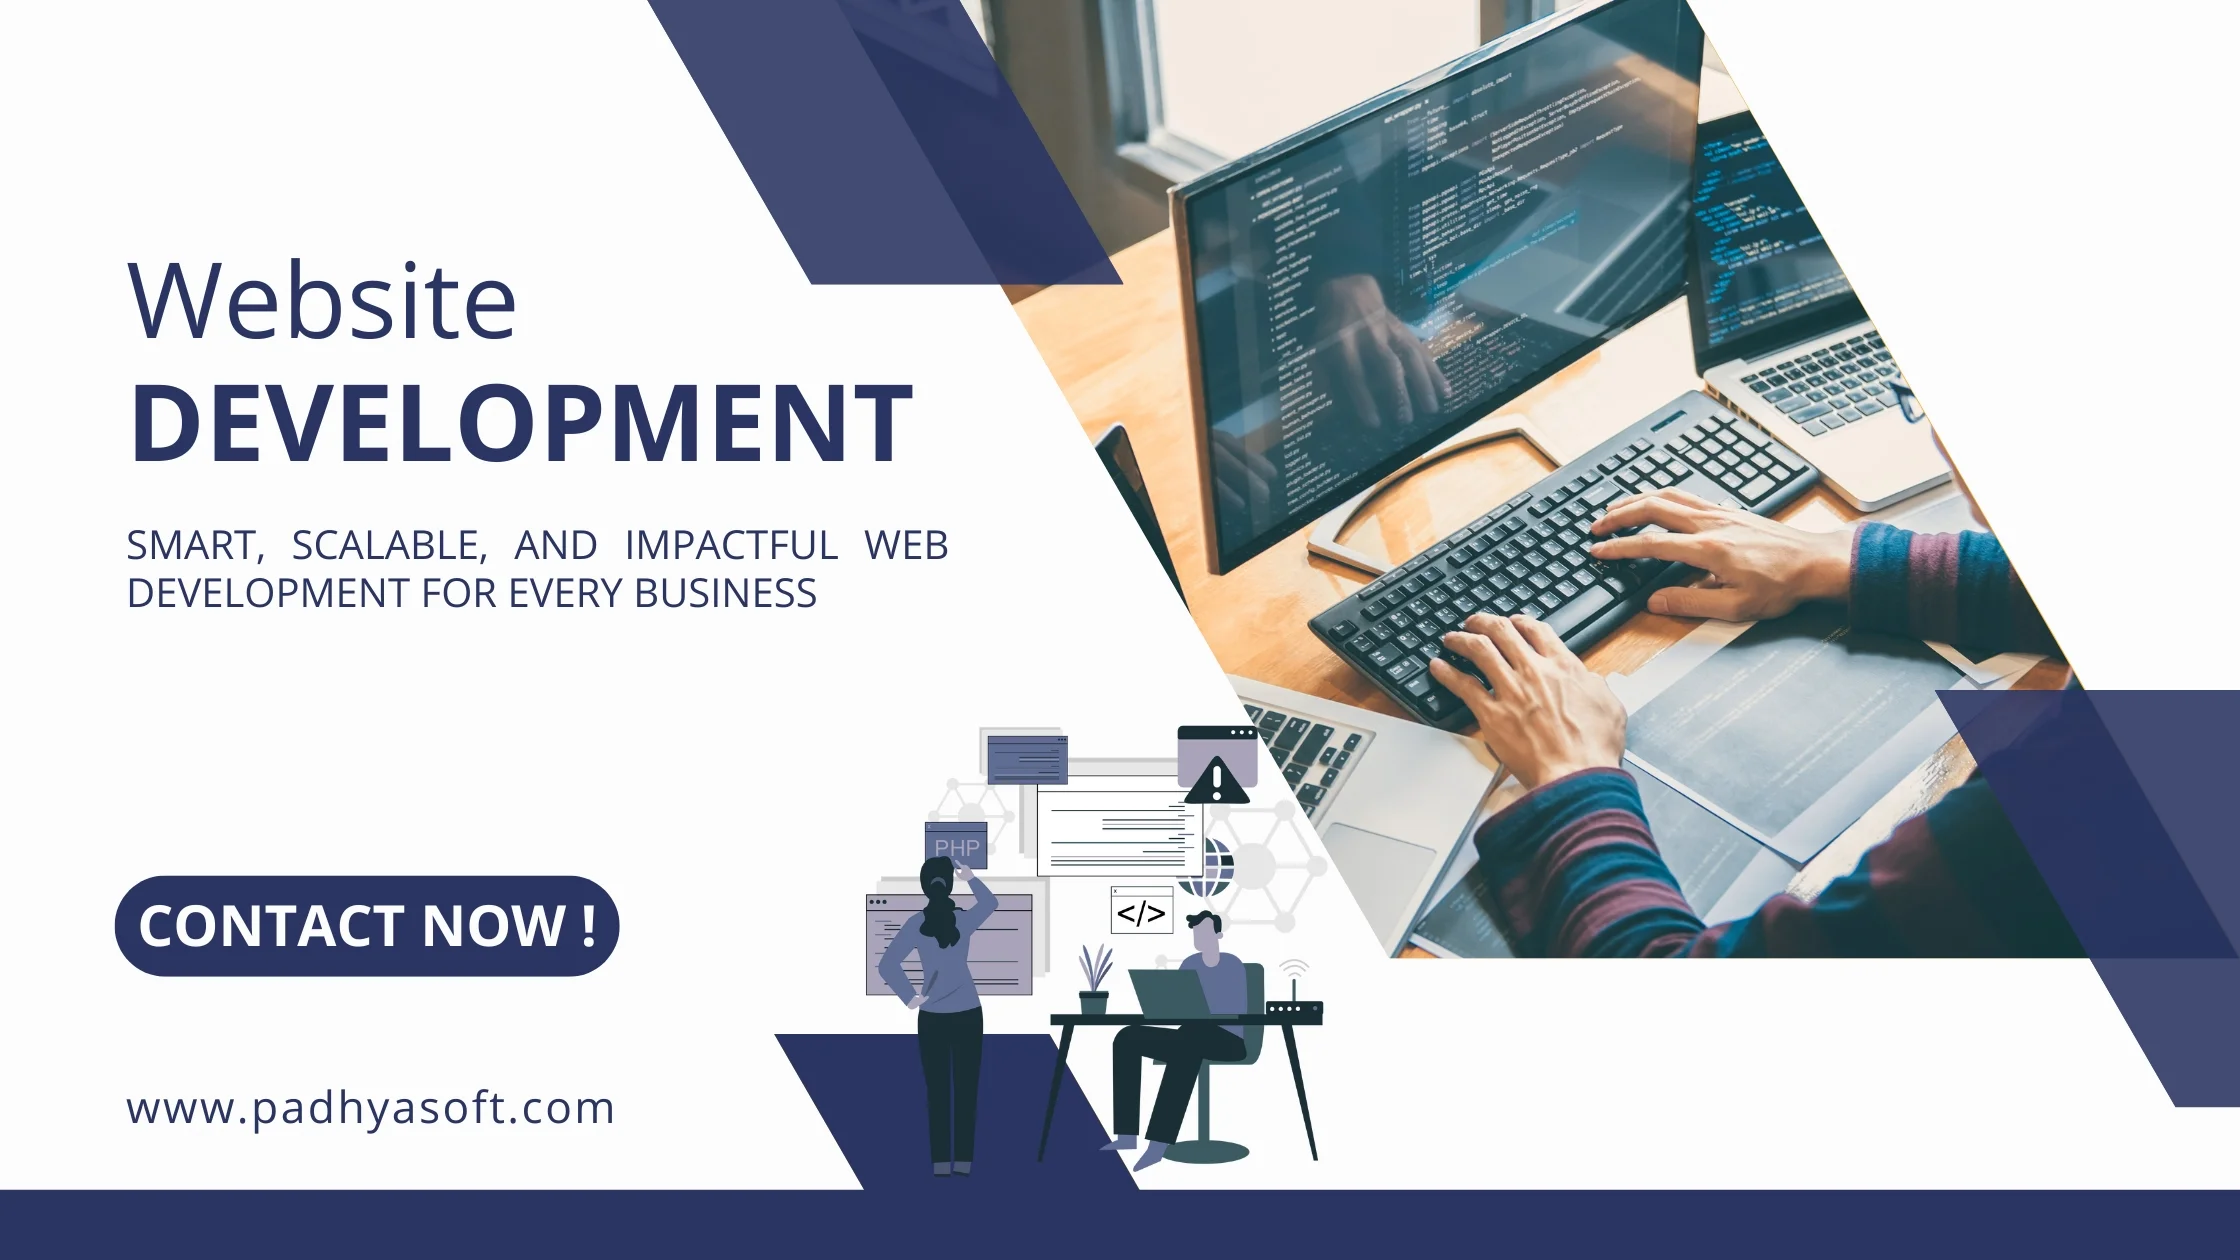 Website
DEVELOPMENT
SMART, SCALABLE, AND IMPACTFUL WEB
DEVELOPMENT FOR EVERY BUSINESS
PHP
</>
CONTACT NOW !
www.padhyasoft.com